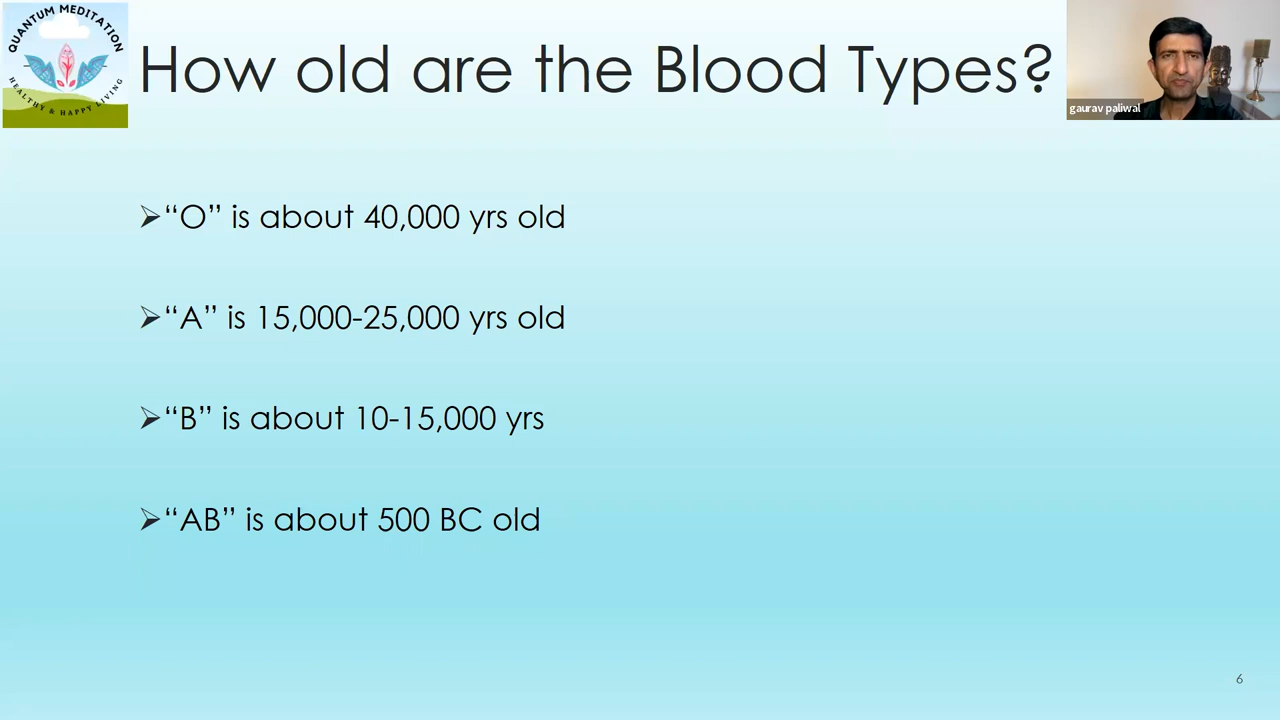 QUANTUM MEDITATION
HEALTHY & HAPPY LIVING
How old are the Blood Types?
gaurav paliwal
➢“O” is about 40,000 yrs old
➢“A” is 15,000-25,000 yrs old
➢“B” is about 10-15,000 yrs
➢“AB” is about 500 BC old
6